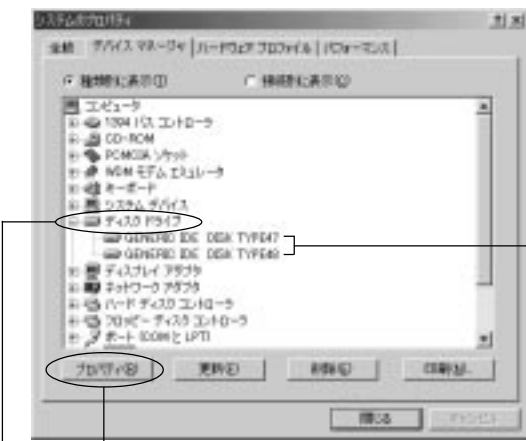 システムのプロパティ
全般 デバイス マネージャ ハードウェア プロファイル パフォーマンス
種類別に表示(T) 接続別に表示(C)
コンピュータ
1394 バス コントローラ
CD-ROM
PCMCIA ソケット
WDM モデム エミュレータ
キーボード
システム デバイス
ディスク ドライブ
GENERIC IDE DISK TYPE47
GENERIC IDE DISK TYPE48
ディスプレイ アダプタ
ネットワーク アダプタ
ハード ディスク コントローラ
フロッピー ディスク コントローラ
ポート (COM と LPT)
プロパティ(R) 更新(F) 削除(E) 印刷(N)...
閉じる キャンセル